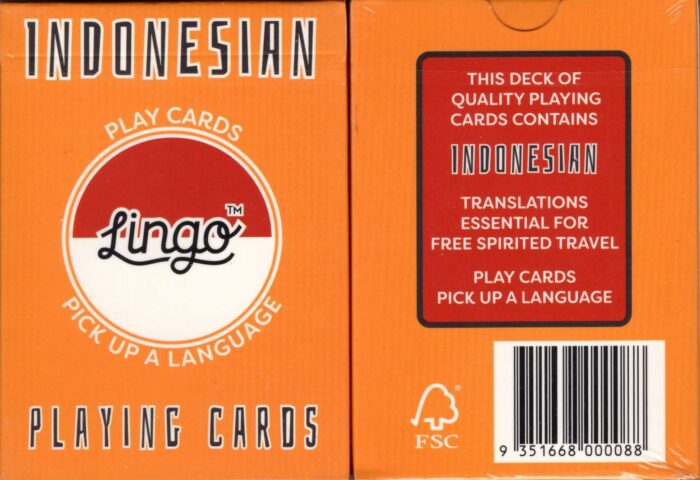 INDONESIAN
PLAY CARDS
Lingo™
PICK UP A LANGUAGE
PLAYING CARDS
THIS DECK OF
QUALITY PLAYING
CARDS CONTAINS
INDONESIAN
TRANSLATIONS
ESSENTIAL FOR
FREE SPIRITED TRAVEL
PLAY CARDS
PICK UP A LANGUAGE
FSC®
9 351668 000088